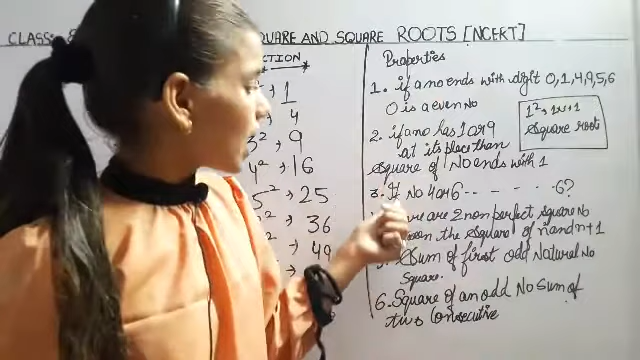 CLASS 8 QUARE AND SQUARE ROOTS [NCERT]
CTION
→ 1
→ 4
3² → 9
4² → 16
5² → 25
² → 36
² → 49
→
Properties
1. if a no ends with digit 0,1,4,9,5,6
0 is a even No
1² → 1x1 → 1
Square root
2. if a no has 1 or 9
at its place than
square of No ends with 1
3. If No 4 or 6 .. - - - . . 6?
are 2 non perfect square No
een the square of n and n+1
Sum of first odd Natural No
Square.
6. Square of an odd No sum of
two Consecutive